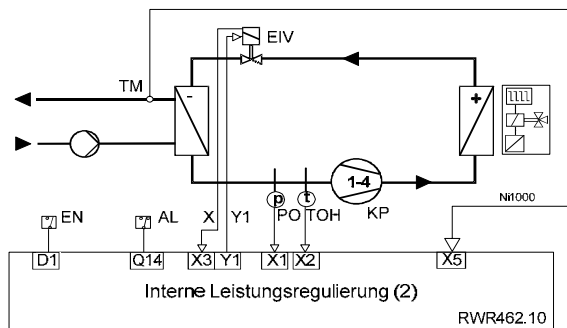 EIV
TM
-
+
1-4
p
t
PO
TOH
KP
EN
AL
X
Y1
Ni1000
D1
Q14
X3
Y1
X1
X2
X5
Interne Leistungsregulierung (2)
RWR462.10